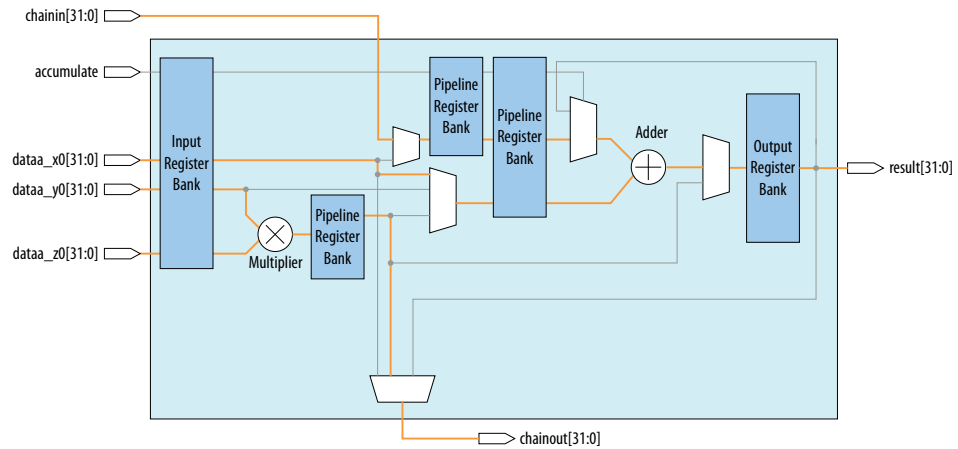 chainin[31:0]
accumulate
dataa_x0[31:0]
dataa_y0[31:0]
dataa_z0[31:0]
Input
Register
Bank
Multiplier
Pipeline
Register
Bank
Pipeline
Register
Bank
Pipeline
Register
Bank
Adder
Output
Register
Bank
result[31:0]
chainout[31:0]